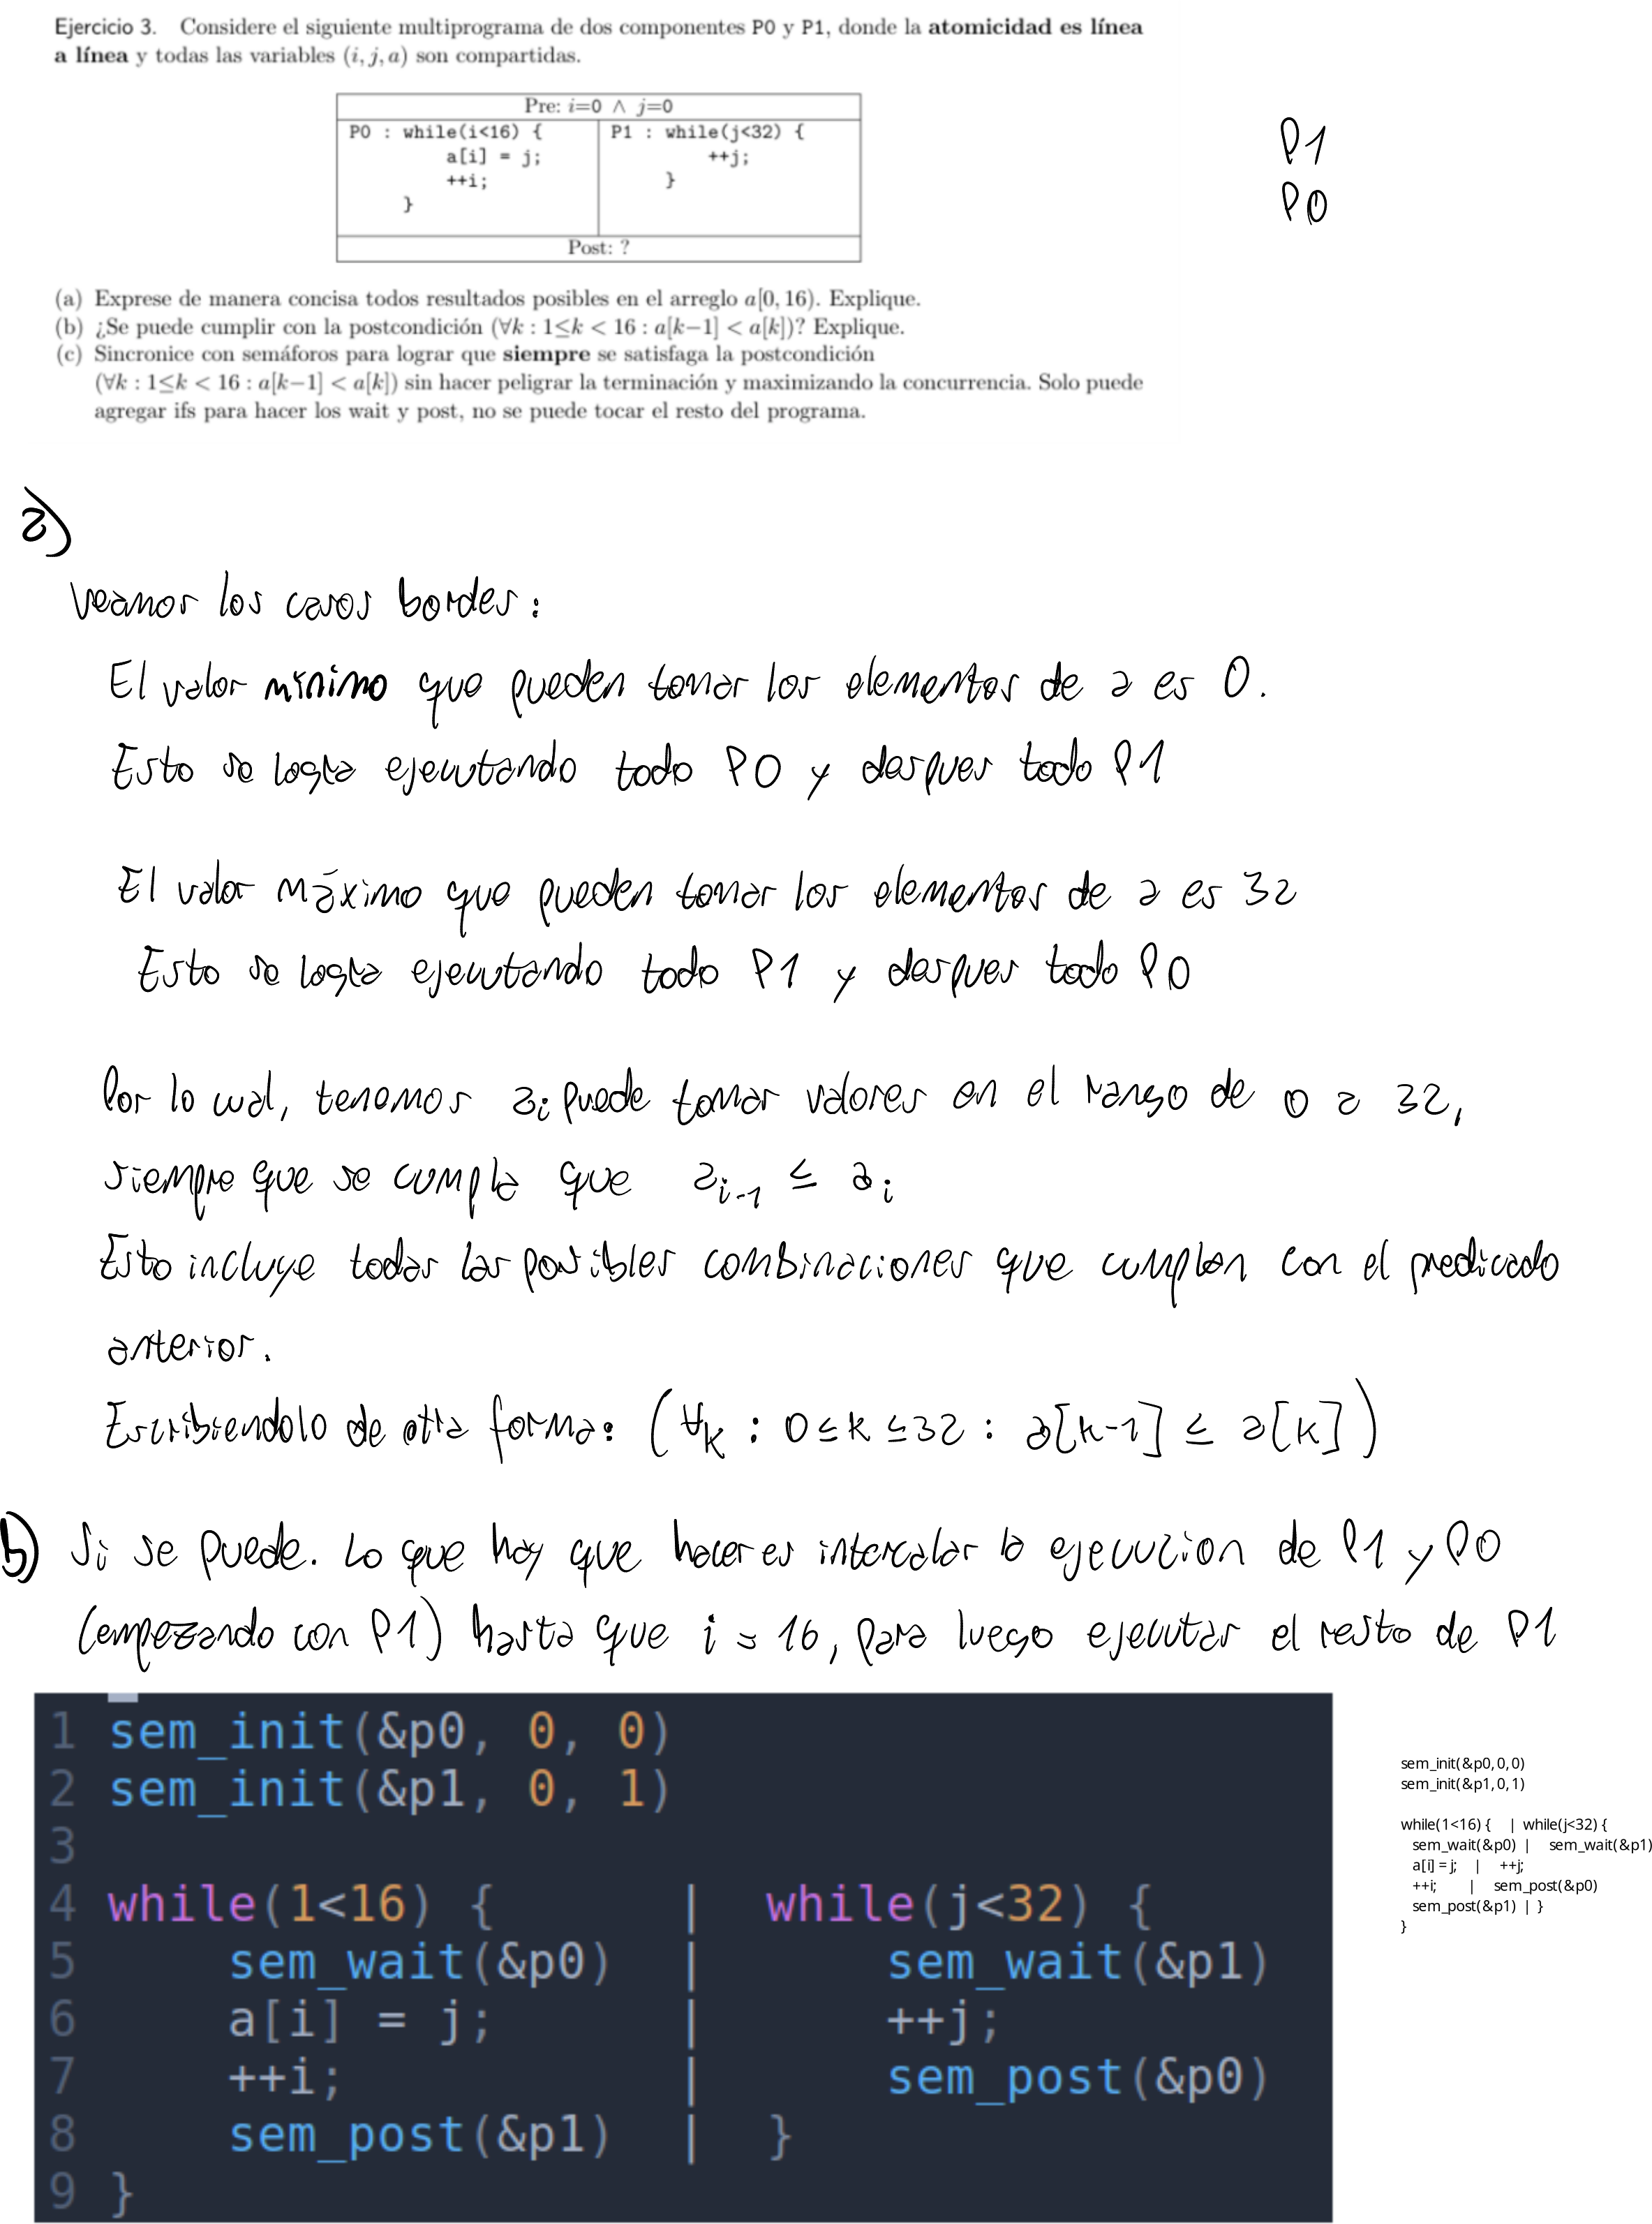 Ejercicio 3. Considere el siguiente multiprograma de dos componentes P0 y P1, donde la atomicidad es línea
a línea y todas las variables (i, j, a) son compartidas.
Pre: i=0 ∧ j=0
P0 : while(i<16) {
a[i] = j;
++i;
}
P1 : while(j<32) {
++j;
}
Post: ?
P1
P0
(a) Exprese de manera concisa todos resultados posibles en el arreglo a[0, 16). Explique.
(b) ¿Se puede cumplir con la postcondición (∀k : 1≤k < 16 : a[k−1] < a[k])? Explique.
(c) Sincronice con semáforos para lograr que siempre se satisfaga la postcondición
(∀k : 1≤k < 16 : a[k−1] < a[k]) sin hacer peligrar la terminación y maximizando la concurrencia. Solo puede
agregar ifs para hacer los wait y post, no se puede tocar el resto del programa.
a)
Veamos los casos bordes:
El valor mínimo que pueden tomar los elementos de a es 0.
Esto se logra ejecutando todo P0 y despues todo P1
El valor máximo que pueden tomar los elementos de a es 32
Esto se logra ejecutando todo P1 y despues todo P0
Por lo cual, tenemos ai puede tomar valores en el rango de 0 a 32,
siempre que se cumpla que ai-1 ≤ ai
Esto incluye todas las posibles combinaciones que cumplan con el predicado
anterior.
Escribiendolo de otra forma: (∀k : 0≤k≤32 : a[k-1] ≤ a[k])
b) Si se puede. Lo que hay que hacer es intercalar la ejecucion de P1 y P0
(empezando con P1) hasta que i = 16, para luego ejecutar el resto de P1
1 sem_init(&p0, 0, 0)
2 sem_init(&p1, 0, 1)
3
4 while(1<16) { | while(j<32) {
5 sem_wait(&p0) | sem_wait(&p1)
6 a[i] = j; | ++j;
7 ++i; | sem_post(&p0)
8 sem_post(&p1) | }
9 }
sem_init(&p0,0,0)
sem_init(&p1,0,1)
while(1<16) { | while(j<32) {
sem_wait(&p0) | sem_wait(&p1)
a[i] = j; | ++j;
++i; | sem_post(&p0)
sem_post(&p1) | }
}